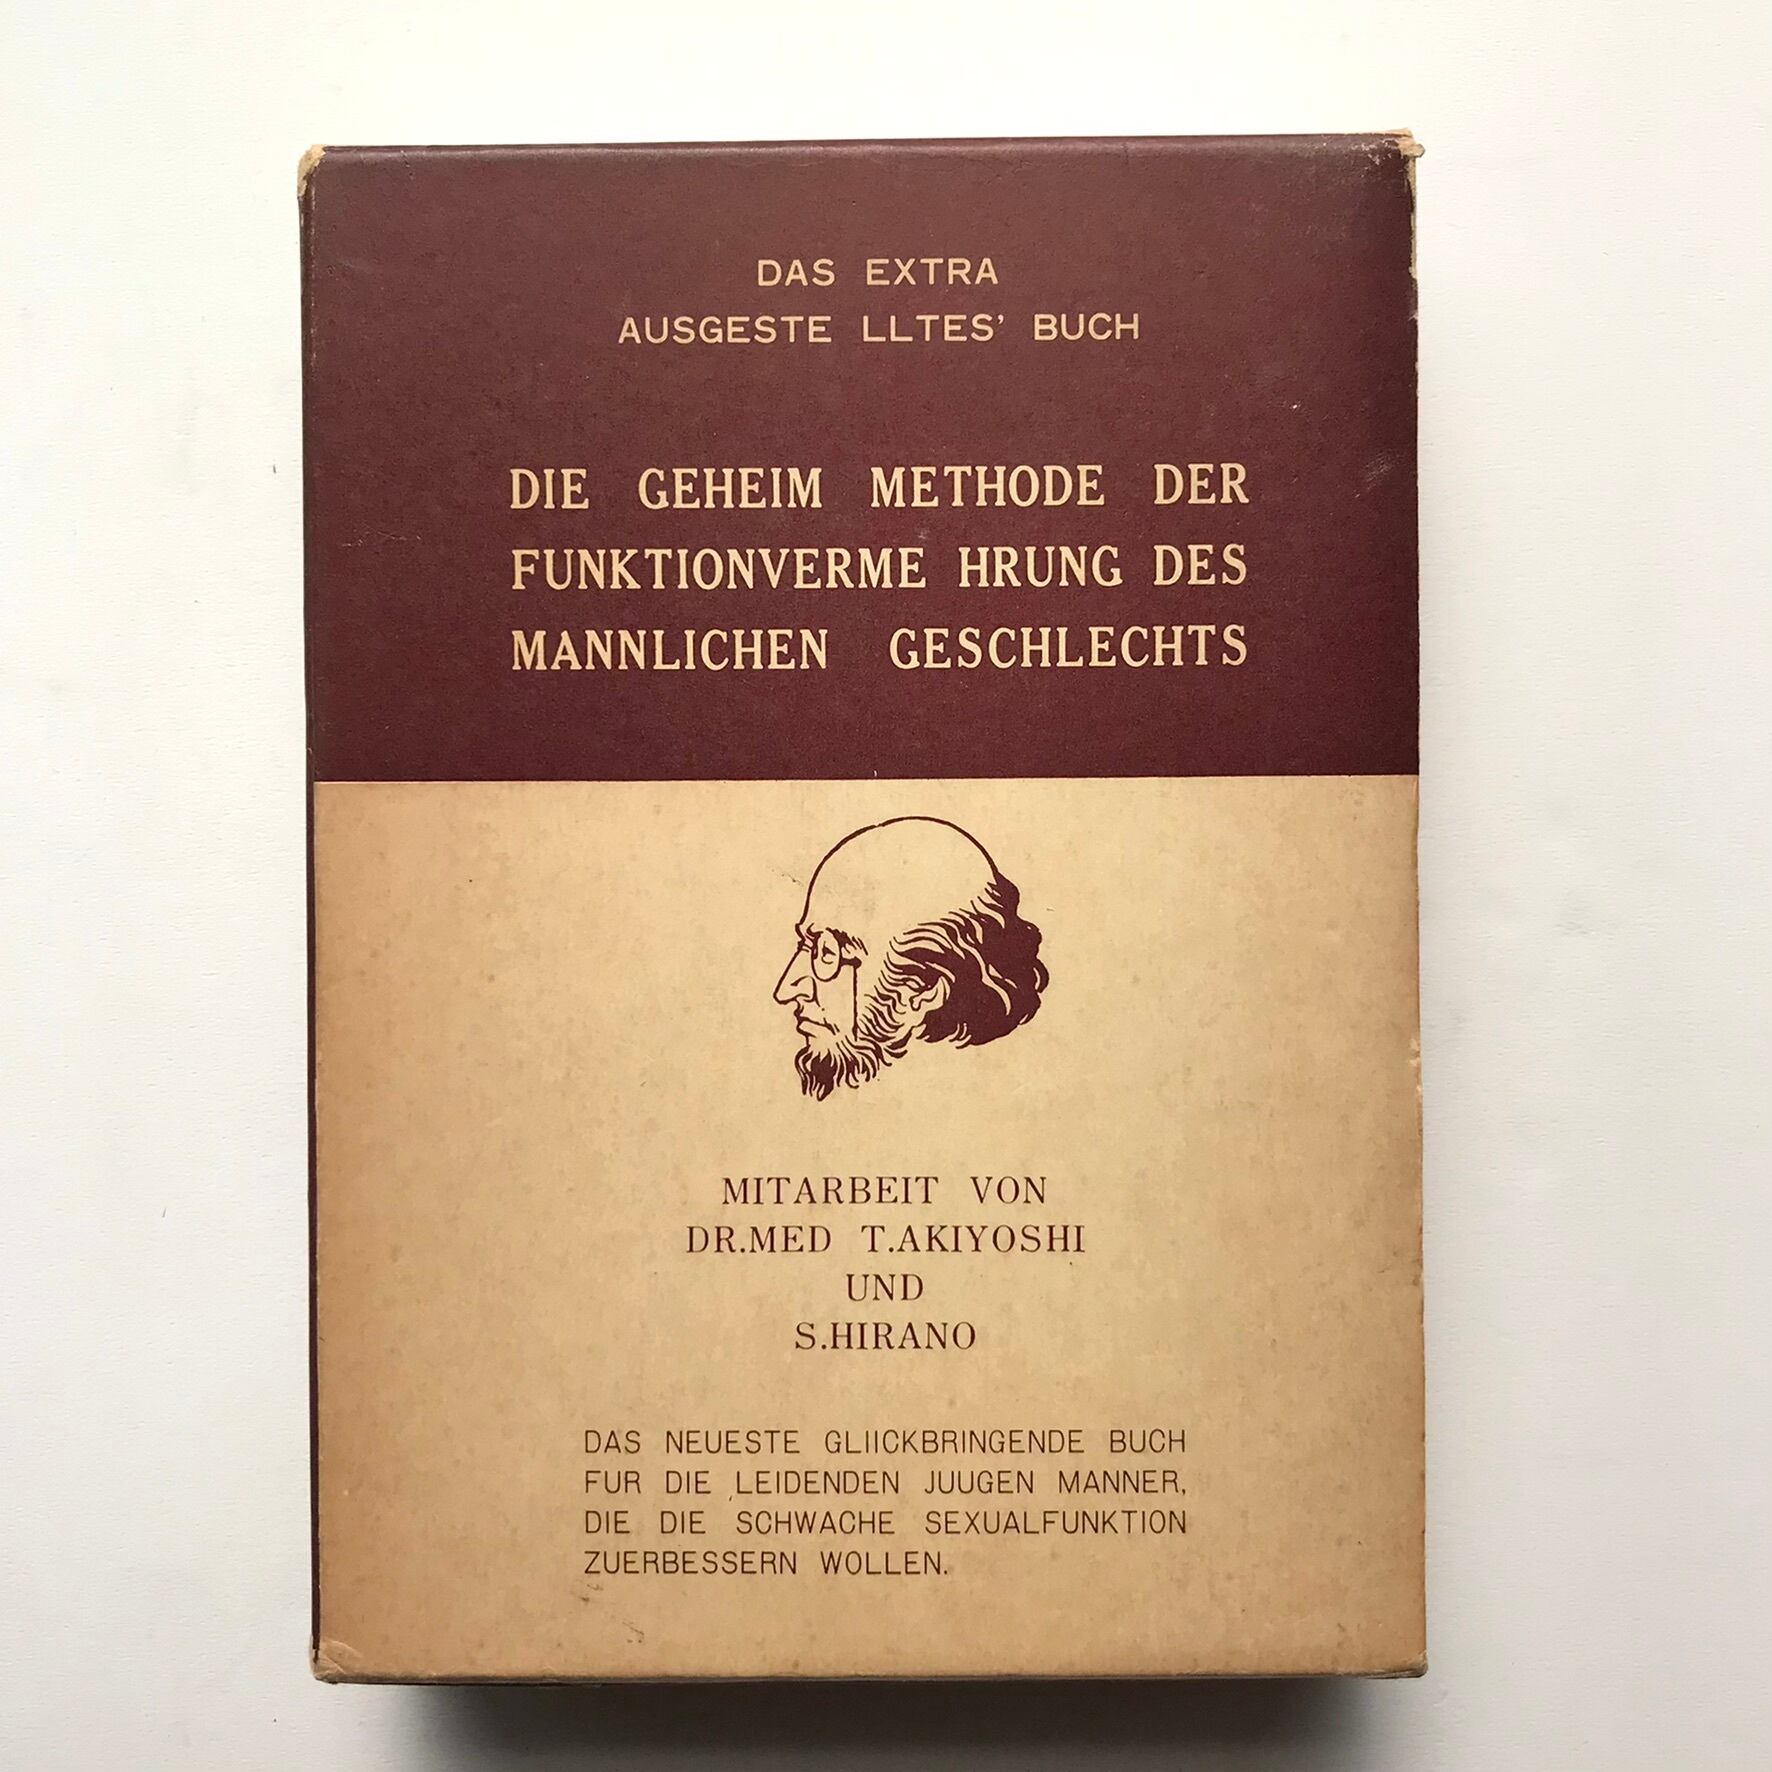 DAS EXTRA
AUSGESTE LLTES' BUCH
DIE GEHEIM METHODE DER
FUNKTIONVERME HRUNG DES
MANNLICHEN GESCHLECHTS
MITARBEIT VON
DR.MED T.AKIYOSHI
UND
S.HIRANO
DAS NEUESTE GLIICKBRINGENDE BUCH
FUR DIE LEIDENDEN JUUGEN MANNER,
DIE DIE SCHWACHE SEXUALFUNKTION
ZUERBESSERN WOLLEN.